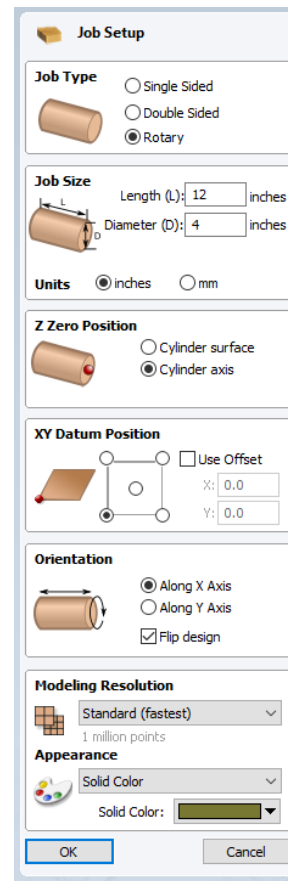 Job Setup
Job Type
Single Sided
Double Sided
Rotary
Job Size
L
D
Length (L): 12 inches
Diameter (D): 4 inches
Units inches mm
Z Zero Position
Cylinder surface
Cylinder axis
XY Datum Position
Use Offset
X: 0.0
Y: 0.0
Orientation
Along X Axis
Along Y Axis
Flip design
Modeling Resolution
Standard (fastest)
1 million points
Appearance
Solid Color
Solid Color:
OK Cancel